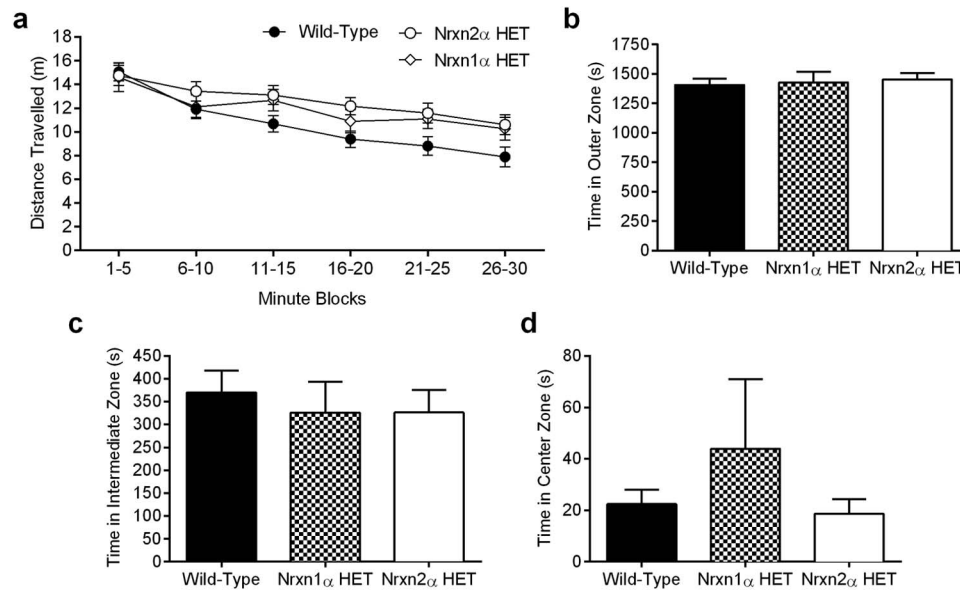 a
Wild-Type
Nrxn2α HET
Nrxn1α HET
Distance Travelled (m)
18
16
14
12
10
8
6
4
2
0
1-5 6-10 11-15 16-20 21-25 26-30
Minute Blocks
b
Time in Outer Zone (s)
1750
1500
1250
1000
750
500
250
0
Wild-Type Nrxn1α HET Nrxn2α HET
c
Time in Intermediate Zone (s)
450
400
350
300
250
200
150
100
50
0
Wild-Type Nrxn1α HET Nrxn2α HET
d
Time in Center Zone (s)
80
60
40
20
0
Wild-Type Nrxn1α HET Nrxn2α HET